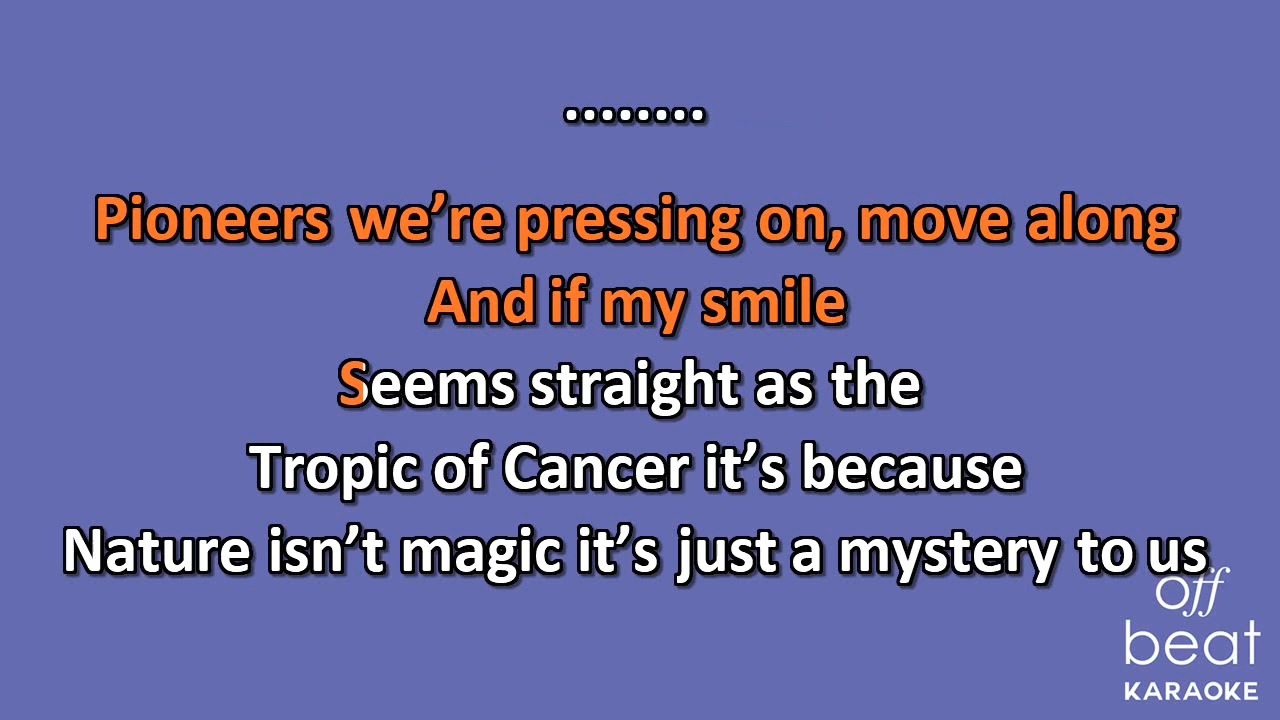 ........
Pioneers we’re pressing on, move along
And if my smile
Seems straight as the
Tropic of Cancer it’s because
Nature isn’t magic it’s just a mystery to us
off
beat
KARAOKE